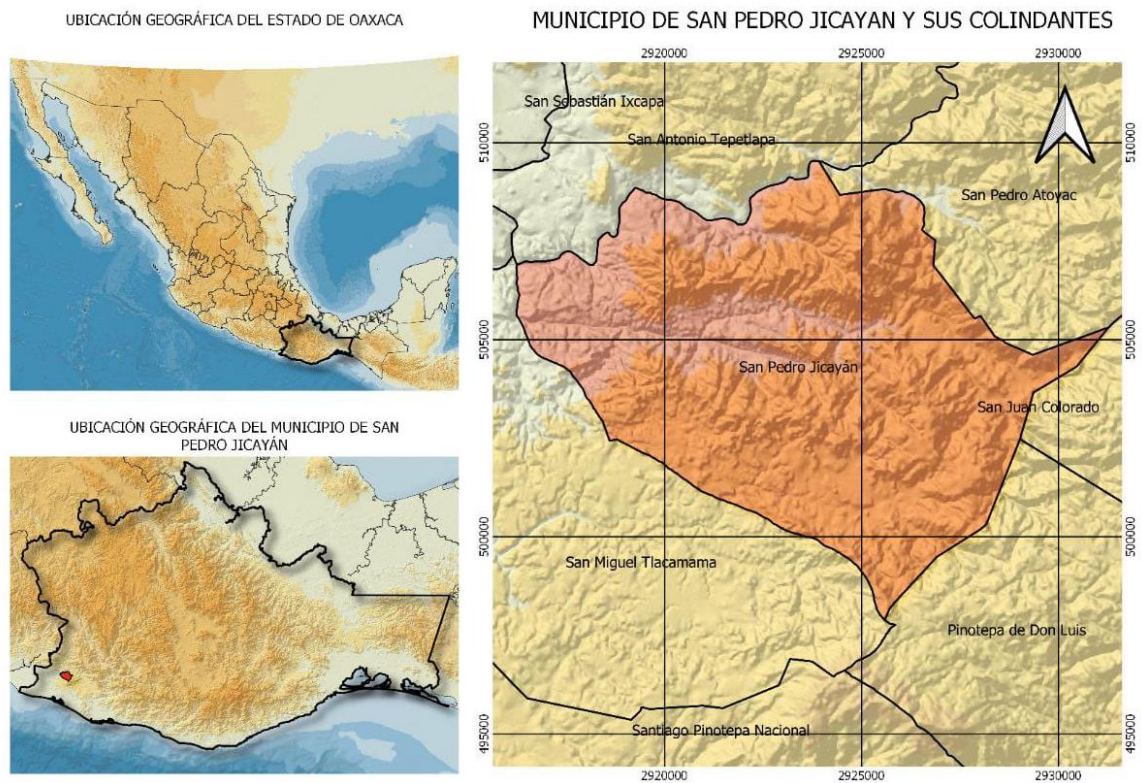 UBICACIÓN GEOGRÁFICA DEL ESTADO DE OAXACA
UBICACIÓN GEOGRÁFICA DEL MUNICIPIO DE SAN
PEDRO JICAYÁN
MUNICIPIO DE SAN PEDRO JICAYAN Y SUS COLINDANTES
2920000 2925000 2930000
San Sebastián Ixcapa
San Antonio Tepetlapa
510000 510000
San Pedro Atoyac
505000 505000
San Pedro Jicayán
San Juan Colorado
500000 500000
San Miguel Tlacamama
Pinotepa de Don Luis
Santiago Pinotepa Nacional
495000 495000
2920000 2925000 2930000